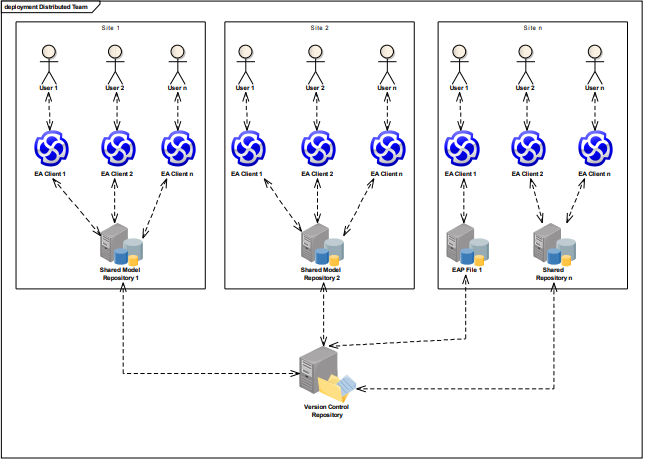 deployment Distributed Team
Site 1
Site 2
Site n
User 1
User 2
User n
User 1
User 2
User n
User 1
User 2
User n
EA Client 1
EA Client 2
EA Client n
EA Client 1
EA Client 2
EA Client n
EA Client 1
EA Client 2
EA Client n
Shared Model
Repository 1
Shared Model
Repository 2
EAP File 1
Shared
Repository n
Version Control
Repository